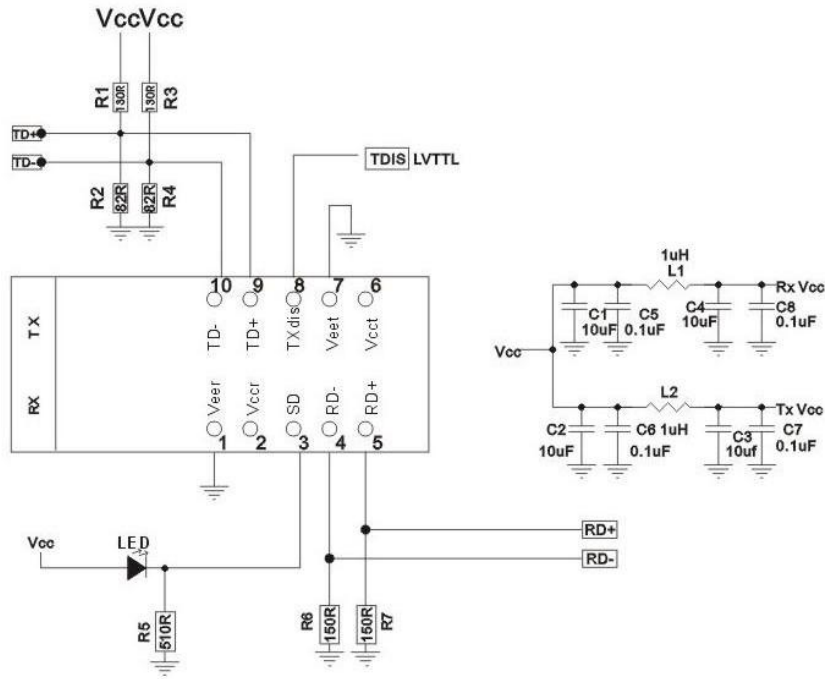 Vcc Vcc
R1 130R 130R R3
TD+
TD-
R2 82R 82R R4
TDIS LVTTL
10 9 8 7 6
TD- TD+ TXdis Veet Vcct
TX
RX
Veer Vccr SD RD- RD+
1 2 3 4 5
1uH
L1
Rx Vcc
C1 C5 C4 C8
10uF 0.1uF 10uF 0.1uF
Vcc
L2
Tx Vcc
C2 C6 1uH C3 C7
10uF 0.1uF 10uf 0.1uF
RD+
RD-
Vcc LED
R5 510R
R6 150R 150R R7